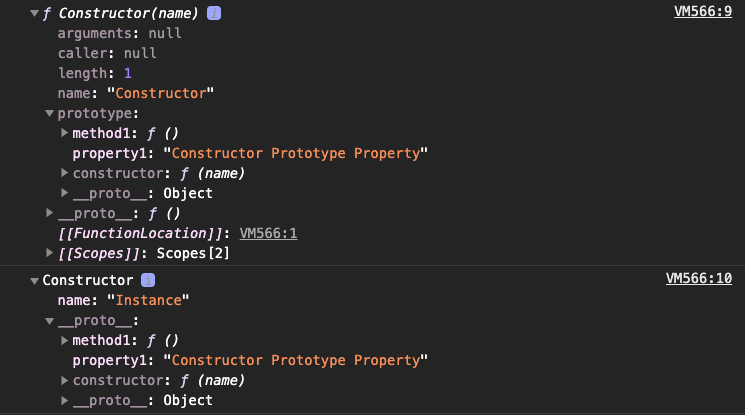 ▼ƒ Constructor(name) i VM566:9
arguments: null
caller: null
length: 1
name: "Constructor"
▼prototype:
▶method1: ƒ ()
property1: "Constructor Prototype Property"
▶constructor: ƒ (name)
▶__proto__: Object
▶__proto__: ƒ ()
[[FunctionLocation]]: VM566:1
▶[[Scopes]]: Scopes[2]
▼Constructor i VM566:10
name: "Instance"
▼__proto__:
▶method1: ƒ ()
property1: "Constructor Prototype Property"
▶constructor: ƒ (name)
▶__proto__: Object